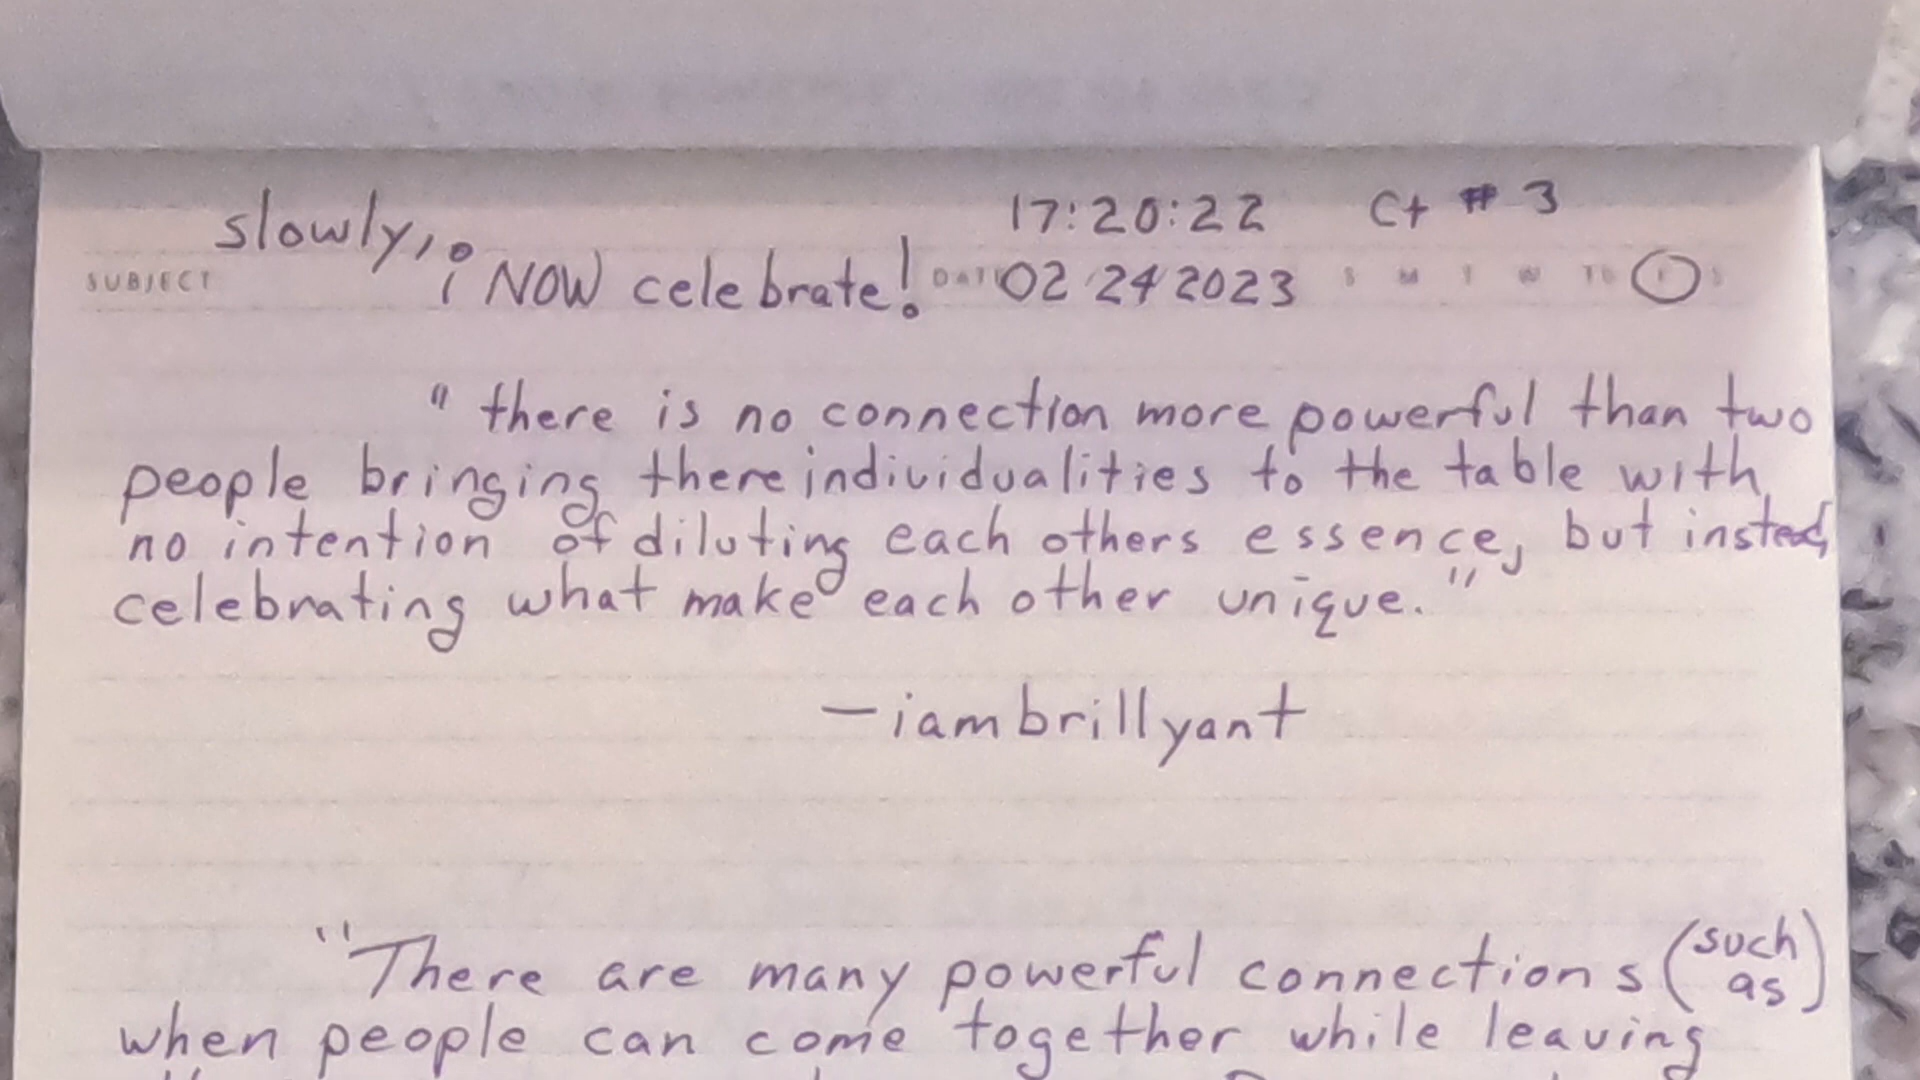 slowly,
17:20:22 Ct #3
SUBJECT ¡ NOW celebrate! DATE 02 24 2023 S M T W Th F S
" there is no connection more powerful than two
people bringing there individualities to the table with
no intention of diluting each others essence, but instead
celebrating what make each other unique."
—iambrillyant
"There are many powerful connections (such as)
when people can come together while leaving